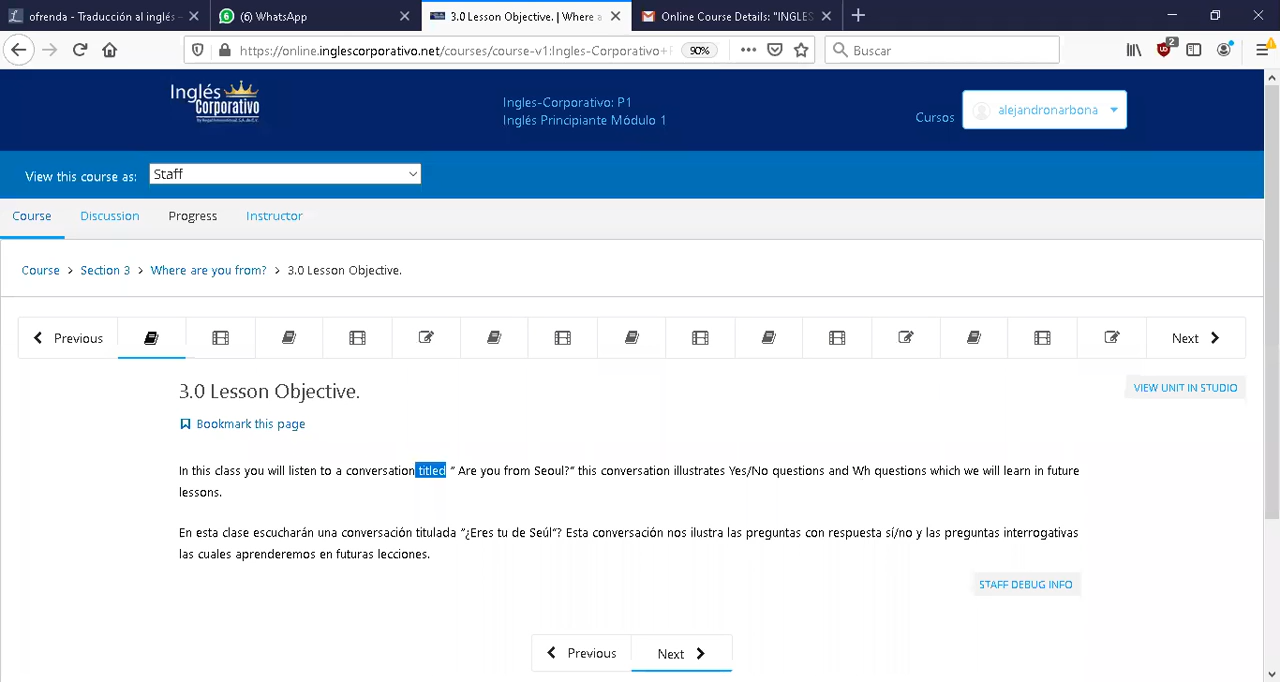 ofrenda - Traducción al inglés -
(6) WhatsApp
3.0 Lesson Objective. | Where a
Online Course Details: "INGLES
https://online.inglescorporativo.net/courses/course-v1:Ingles-Corporativo+
90%
Buscar
2
Inglés
Corporativo
Ingles-Corporativo: P1
Inglés Principiante Módulo 1
Cursos
alejandronarbona
View this course as:
Staff
Course
Discussion
Progress
Instructor
Course > Section 3 > Where are you from? > 3.0 Lesson Objective.
Previous
Next
3.0 Lesson Objective.
VIEW UNIT IN STUDIO
Bookmark this page
In this class you will listen to a conversation titled " Are you from Seoul?" this conversation illustrates Yes/No questions and Wh questions which we will learn in future
lessons.
En esta clase escucharán una conversación titulada "¿Eres tu de Seúl"? Esta conversación nos ilustra las preguntas con respuesta sí/no y las preguntas interrogativas
las cuales aprenderemos en futuras lecciones.
STAFF DEBUG INFO
Previous
Next